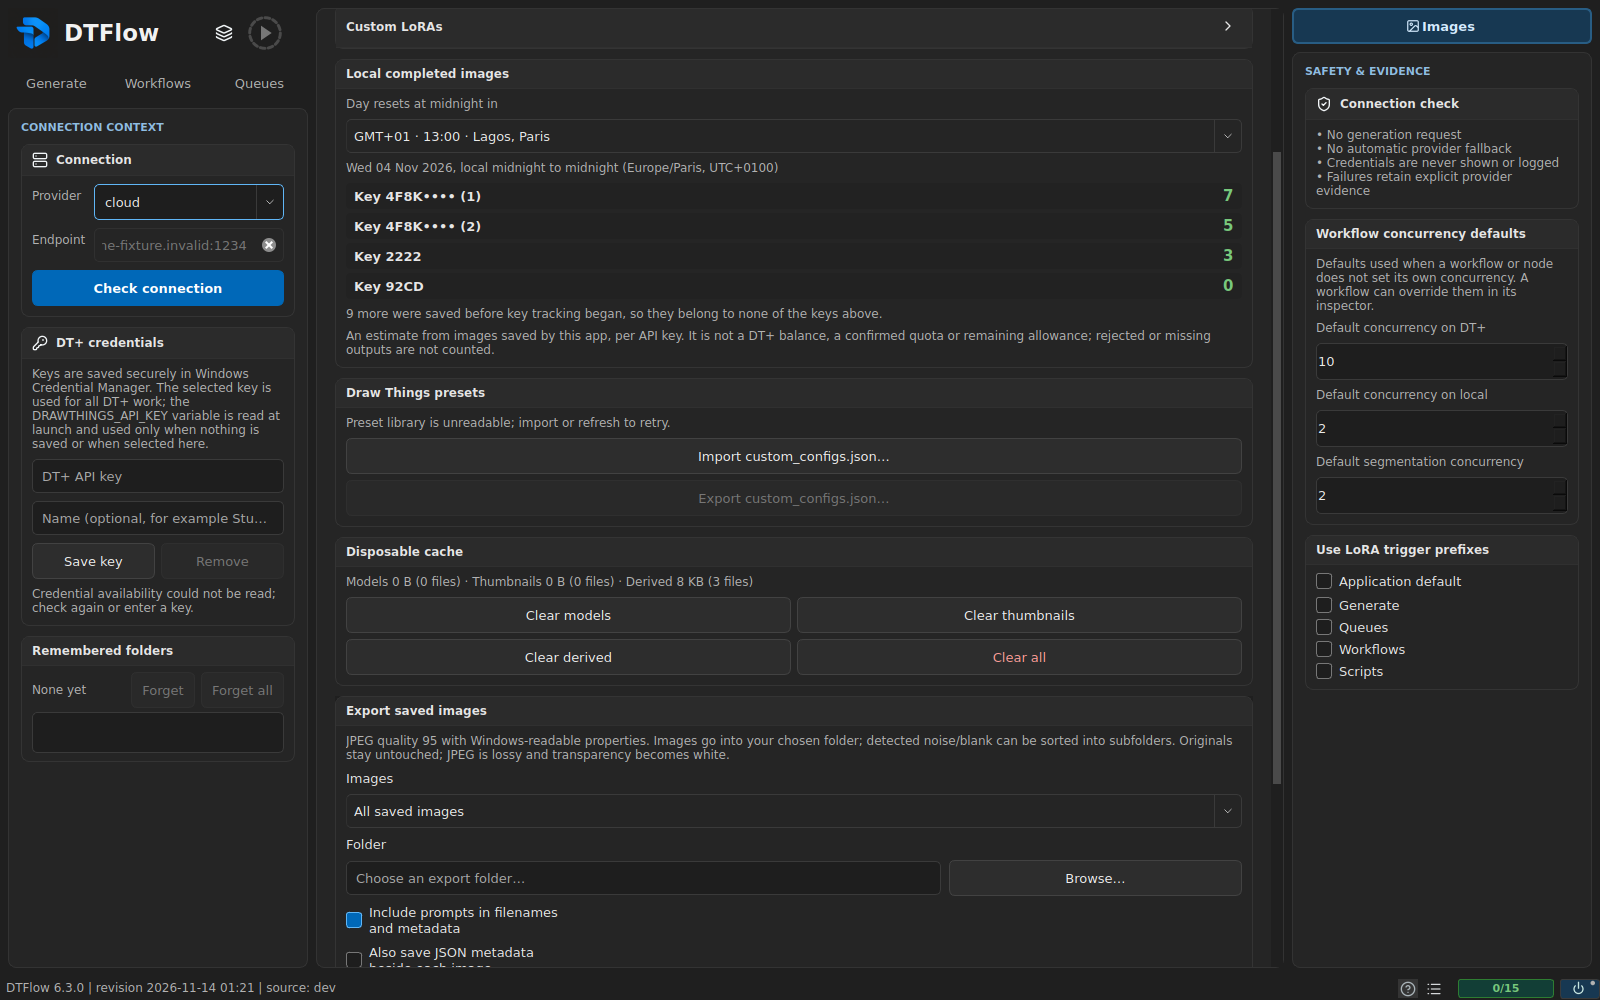 DTFlow
Generate
Workflows
Queues
CONNECTION CONTEXT
Connection
Provider
cloud
Endpoint
ne-fixture.invalid:1234
Check connection
DT+ credentials
Keys are saved securely in Windows
Credential Manager. The selected key is
used for all DT+ work; the
DRAWTHINGS_API_KEY variable is read at
launch and used only when nothing is
saved or when selected here.
DT+ API key
Name (optional, for example Stu...
Save key
Remove
Credential availability could not be read;
check again or enter a key.
Remembered folders
None yet
Forget
Forget all
Custom LoRAs
Local completed images
Day resets at midnight in
GMT+01 · 13:00 · Lagos, Paris
Wed 04 Nov 2026, local midnight to midnight (Europe/Paris, UTC+0100)
Key 4F8K•••• (1)
7
Key 4F8K•••• (2)
5
Key 2222
3
Key 92CD
0
9 more were saved before key tracking began, so they belong to none of the keys above.
An estimate from images saved by this app, per API key. It is not a DT+ balance, a confirmed quota or remaining allowance; rejected or missing
outputs are not counted.
Draw Things presets
Preset library is unreadable; import or refresh to retry.
Import custom_configs.json...
Export custom_configs.json...
Disposable cache
Models 0 B (0 files) · Thumbnails 0 B (0 files) · Derived 8 KB (3 files)
Clear models
Clear thumbnails
Clear derived
Clear all
Export saved images
JPEG quality 95 with Windows-readable properties. Images go into your chosen folder; detected noise/blank can be sorted into subfolders. Originals
stay untouched; JPEG is lossy and transparency becomes white.
Images
All saved images
Folder
Choose an export folder...
Browse...
Include prompts in filenames
and metadata
Also save JSON metadata
beside each image
Images
SAFETY & EVIDENCE
Connection check
• No generation request
• No automatic provider fallback
• Credentials are never shown or logged
• Failures retain explicit provider
evidence
Workflow concurrency defaults
Defaults used when a workflow or node
does not set its own concurrency. A
workflow can override them in its
inspector.
Default concurrency on DT+
10
Default concurrency on local
2
Default segmentation concurrency
2
Use LoRA trigger prefixes
Application default
Generate
Queues
Workflows
Scripts
DTFlow 6.3.0 | revision 2026-11-14 01:21 | source: dev
0/15